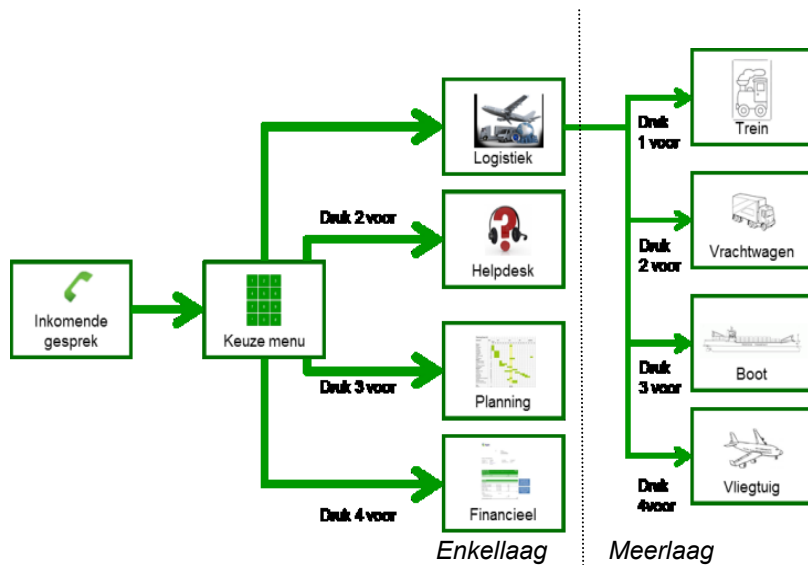 Inkomende
gesprek
Keuze menu
Logistiek
Druk 2 voor
Helpdesk
Druk 3 voor
Planning
Druk 4 voor
Financieel
Enkellaag
Druk
1 voor
Trein
Druk
2 voor
Vrachtwagen
Druk
3 voor
Boot
Druk
4voor
Vliegtuig
Meerlaag